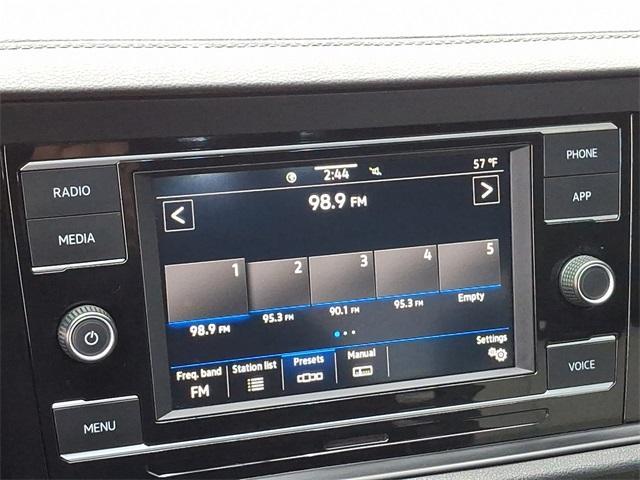 RADIO
MEDIA
MENU
PHONE
APP
VOICE
2:44
57 °F
98.9 FM
<
>
1
98.9 FM
2
95.3 FM
3
90.1 FM
4
95.3 FM
5
Empty
Freq. band
FM
Station list
Presets
Manual
Settings